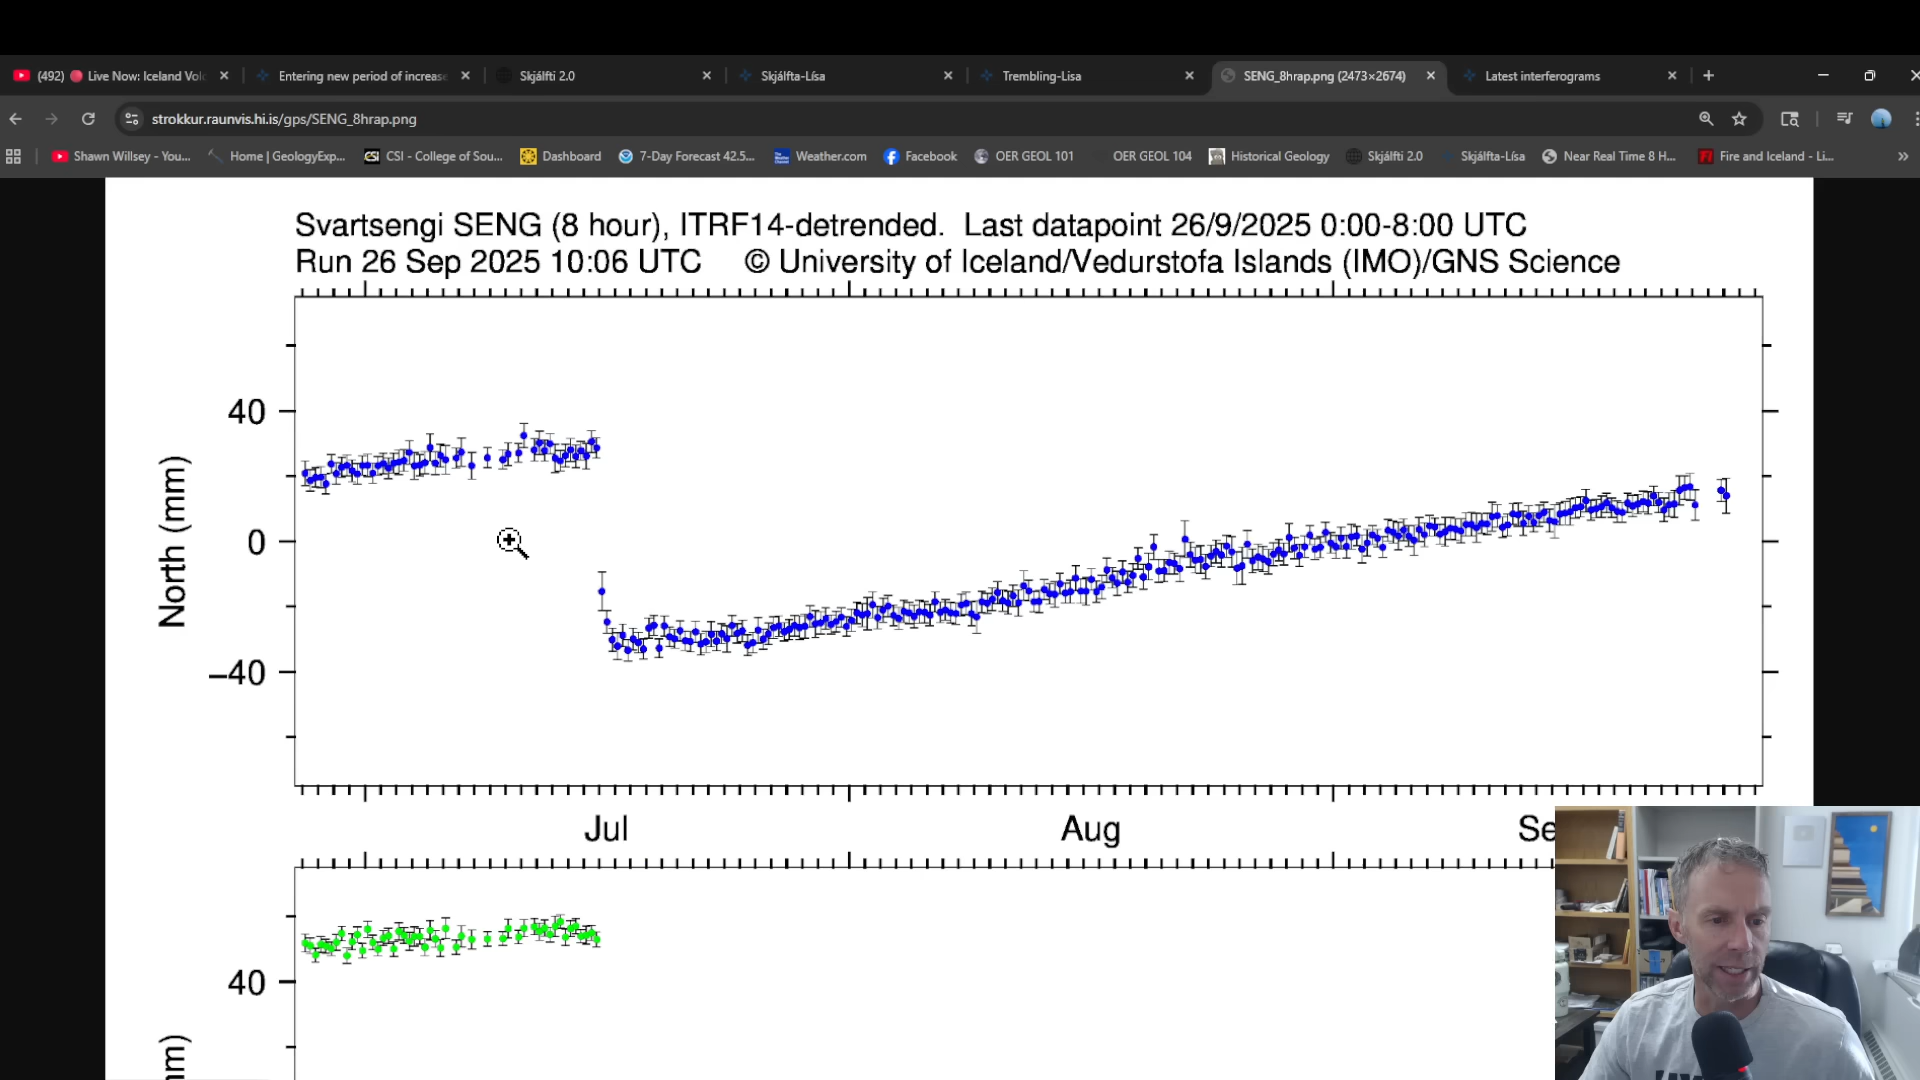 (492) 🔴 Live Now: Iceland Vol
Entering new period of increas
Skjálfti 2.0
Skjálfta-Lísa
Trembling-Lisa
SENG_8hrap.png (2473×2674)
Latest interferograms
strokkur.raunvis.hi.is/gps/SENG_8hrap.png
Shawn Willsey - You...
Home | GeologyExp...
CSI - College of Sou...
Dashboard
7-Day Forecast 42.5...
Weather.com
Facebook
OER GEOL 101
OER GEOL 104
Historical Geology
Skjálfti 2.0
Skjálfta-Lísa
Near Real Time 8 H...
Fire and Iceland - Li...
Svartsengi SENG (8 hour), ITRF14-detrended. Last datapoint 26/9/2025 0:00-8:00 UTC
Run 26 Sep 2025 10:06 UTC © University of Iceland/Vedurstofa Islands (IMO)/GNS Science
North (mm)
40
0
−40
Jul
Aug
Se
40
mm)